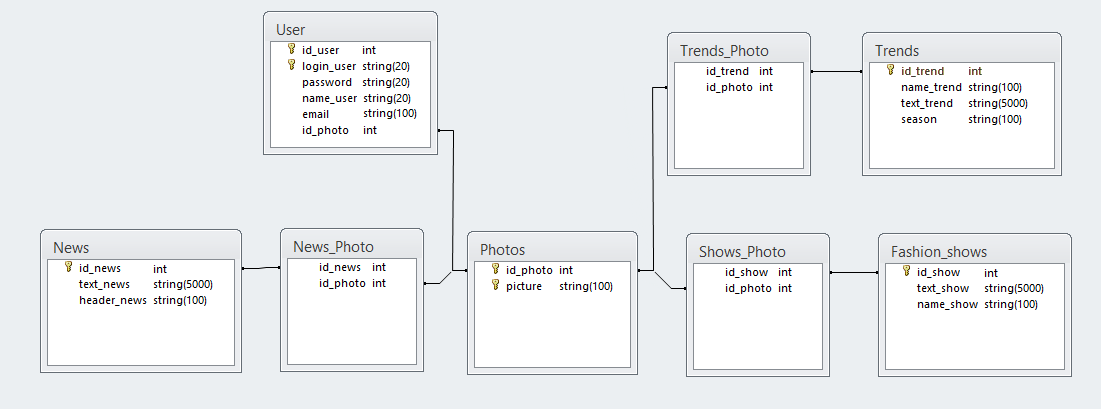 User
id_user int
login_user string(20)
password string(20)
name_user string(20)
email string(100)
id_photo int
Trends_Photo
id_trend int
id_photo int
Trends
id_trend int
name_trend string(100)
text_trend string(5000)
season string(100)
News
id_news int
text_news string(5000)
header_news string(100)
News_Photo
id_news int
id_photo int
Photos
id_photo int
picture string(100)
Shows_Photo
id_show int
id_photo int
Fashion_shows
id_show int
text_show string(5000)
name_show string(100)